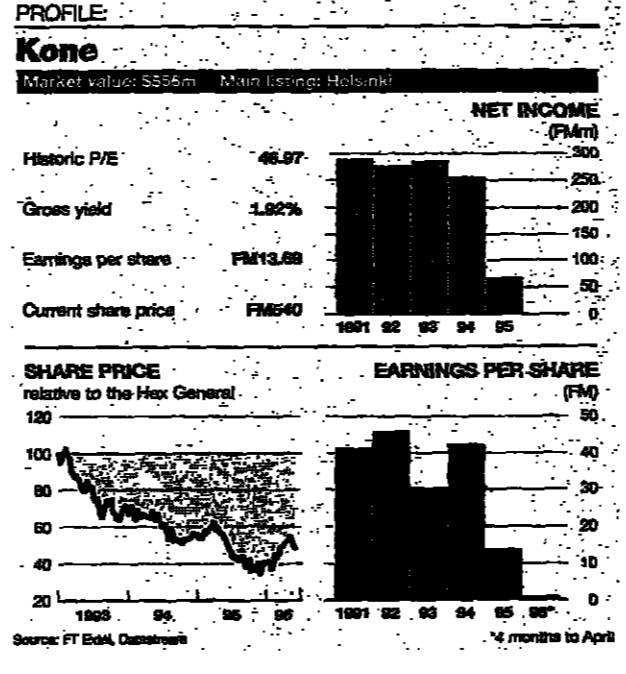 PROFILE:
Kone
Market value: $556m Main listing: Helsinki
NET INCOME
(FMm)
Historic P/E 46.97
Gross yield 1.92%
Earnings per share FM13.69
Current share price FM540
300
250
200
150
100
50
0
1991 92 93 94 95
SHARE PRICE
relative to the Hex General
120
100
80
60
40
20
1993 94 95 96
EARNINGS PER SHARE
(FM)
50
40
30
20
10
0
1991 92 93 94 95 96*
Source: FT Extel, Datastream
*4 months to April